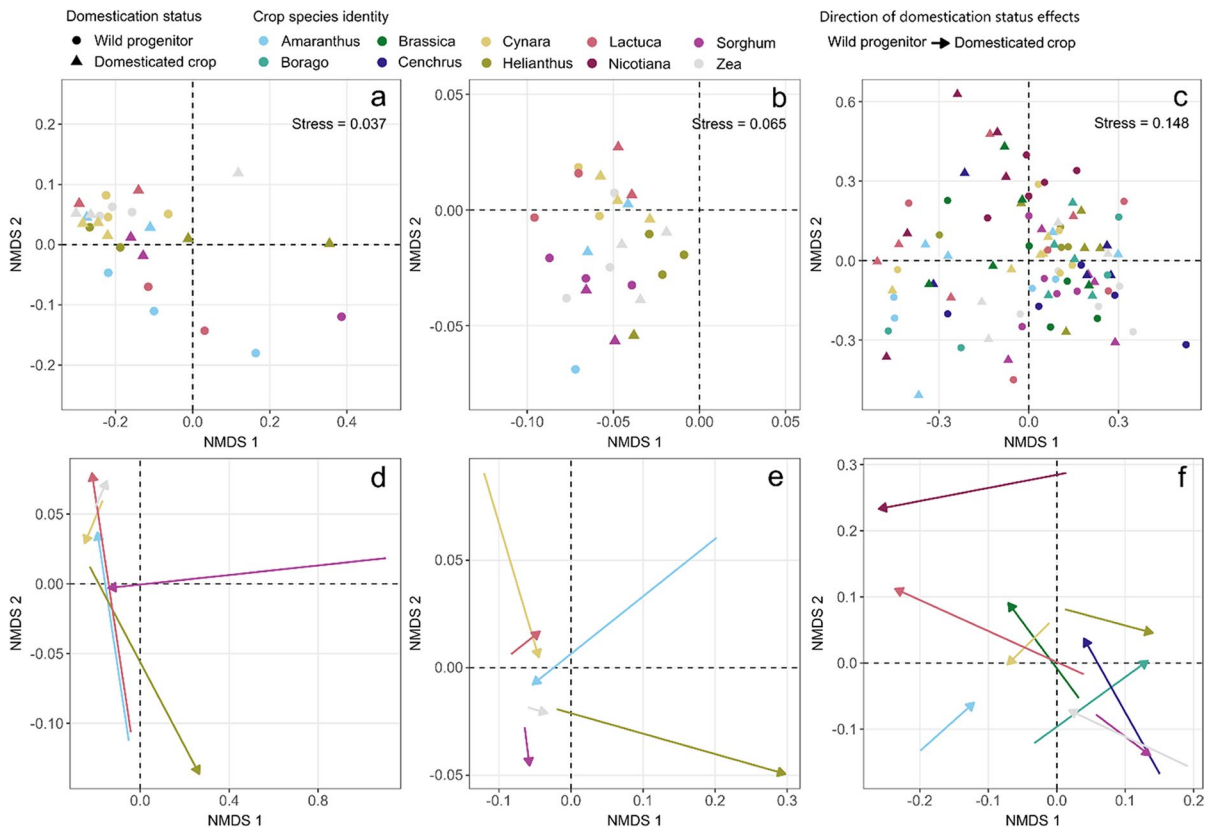 Domestication status
Wild progenitor
Domesticated crop
Crop species identity
Amaranthus Brassica Cynara Lactuca Sorghum
Borago Cenchrus Helianthus Nicotiana Zea
Direction of domestication status effects
Wild progenitor → Domesticated crop
a
Stress = 0.037
NMDS 2
0.2
0.1
0.0
-0.1
-0.2
-0.2 0.0 0.2 0.4
NMDS 1
b
Stress = 0.065
NMDS 2
0.05
0.00
-0.05
-0.10 -0.05 0.00 0.05
NMDS 1
c
Stress = 0.148
NMDS 2
0.6
0.3
0.0
-0.3
-0.3 0.0 0.3
NMDS 1
d
NMDS 2
0.05
0.00
-0.05
-0.10
0.0 0.4 0.8
NMDS 1
e
NMDS 2
0.05
0.00
-0.05
-0.1 0.0 0.1 0.2 0.3
NMDS 1
f
NMDS 2
0.3
0.2
0.1
0.0
-0.1
-0.2 -0.1 0.0 0.1 0.2
NMDS 1